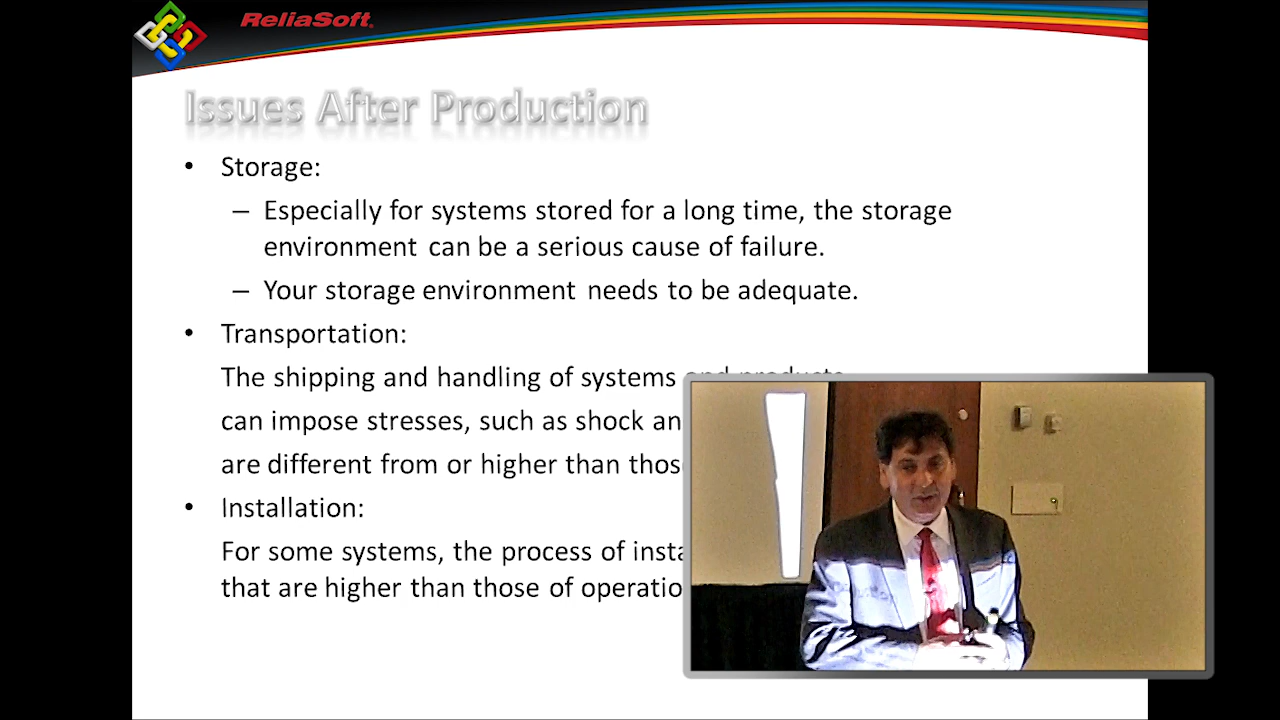 ReliaSoft
Issues After Production
• Storage:
– Especially for systems stored for a long time, the storage
environment can be a serious cause of failure.
– Your storage environment needs to be adequate.
• Transportation:
The shipping and handling of systems and products
can impose stresses, such as shock an
are different from or higher than thos
• Installation:
For some systems, the process of insta
that are higher than those of operatio